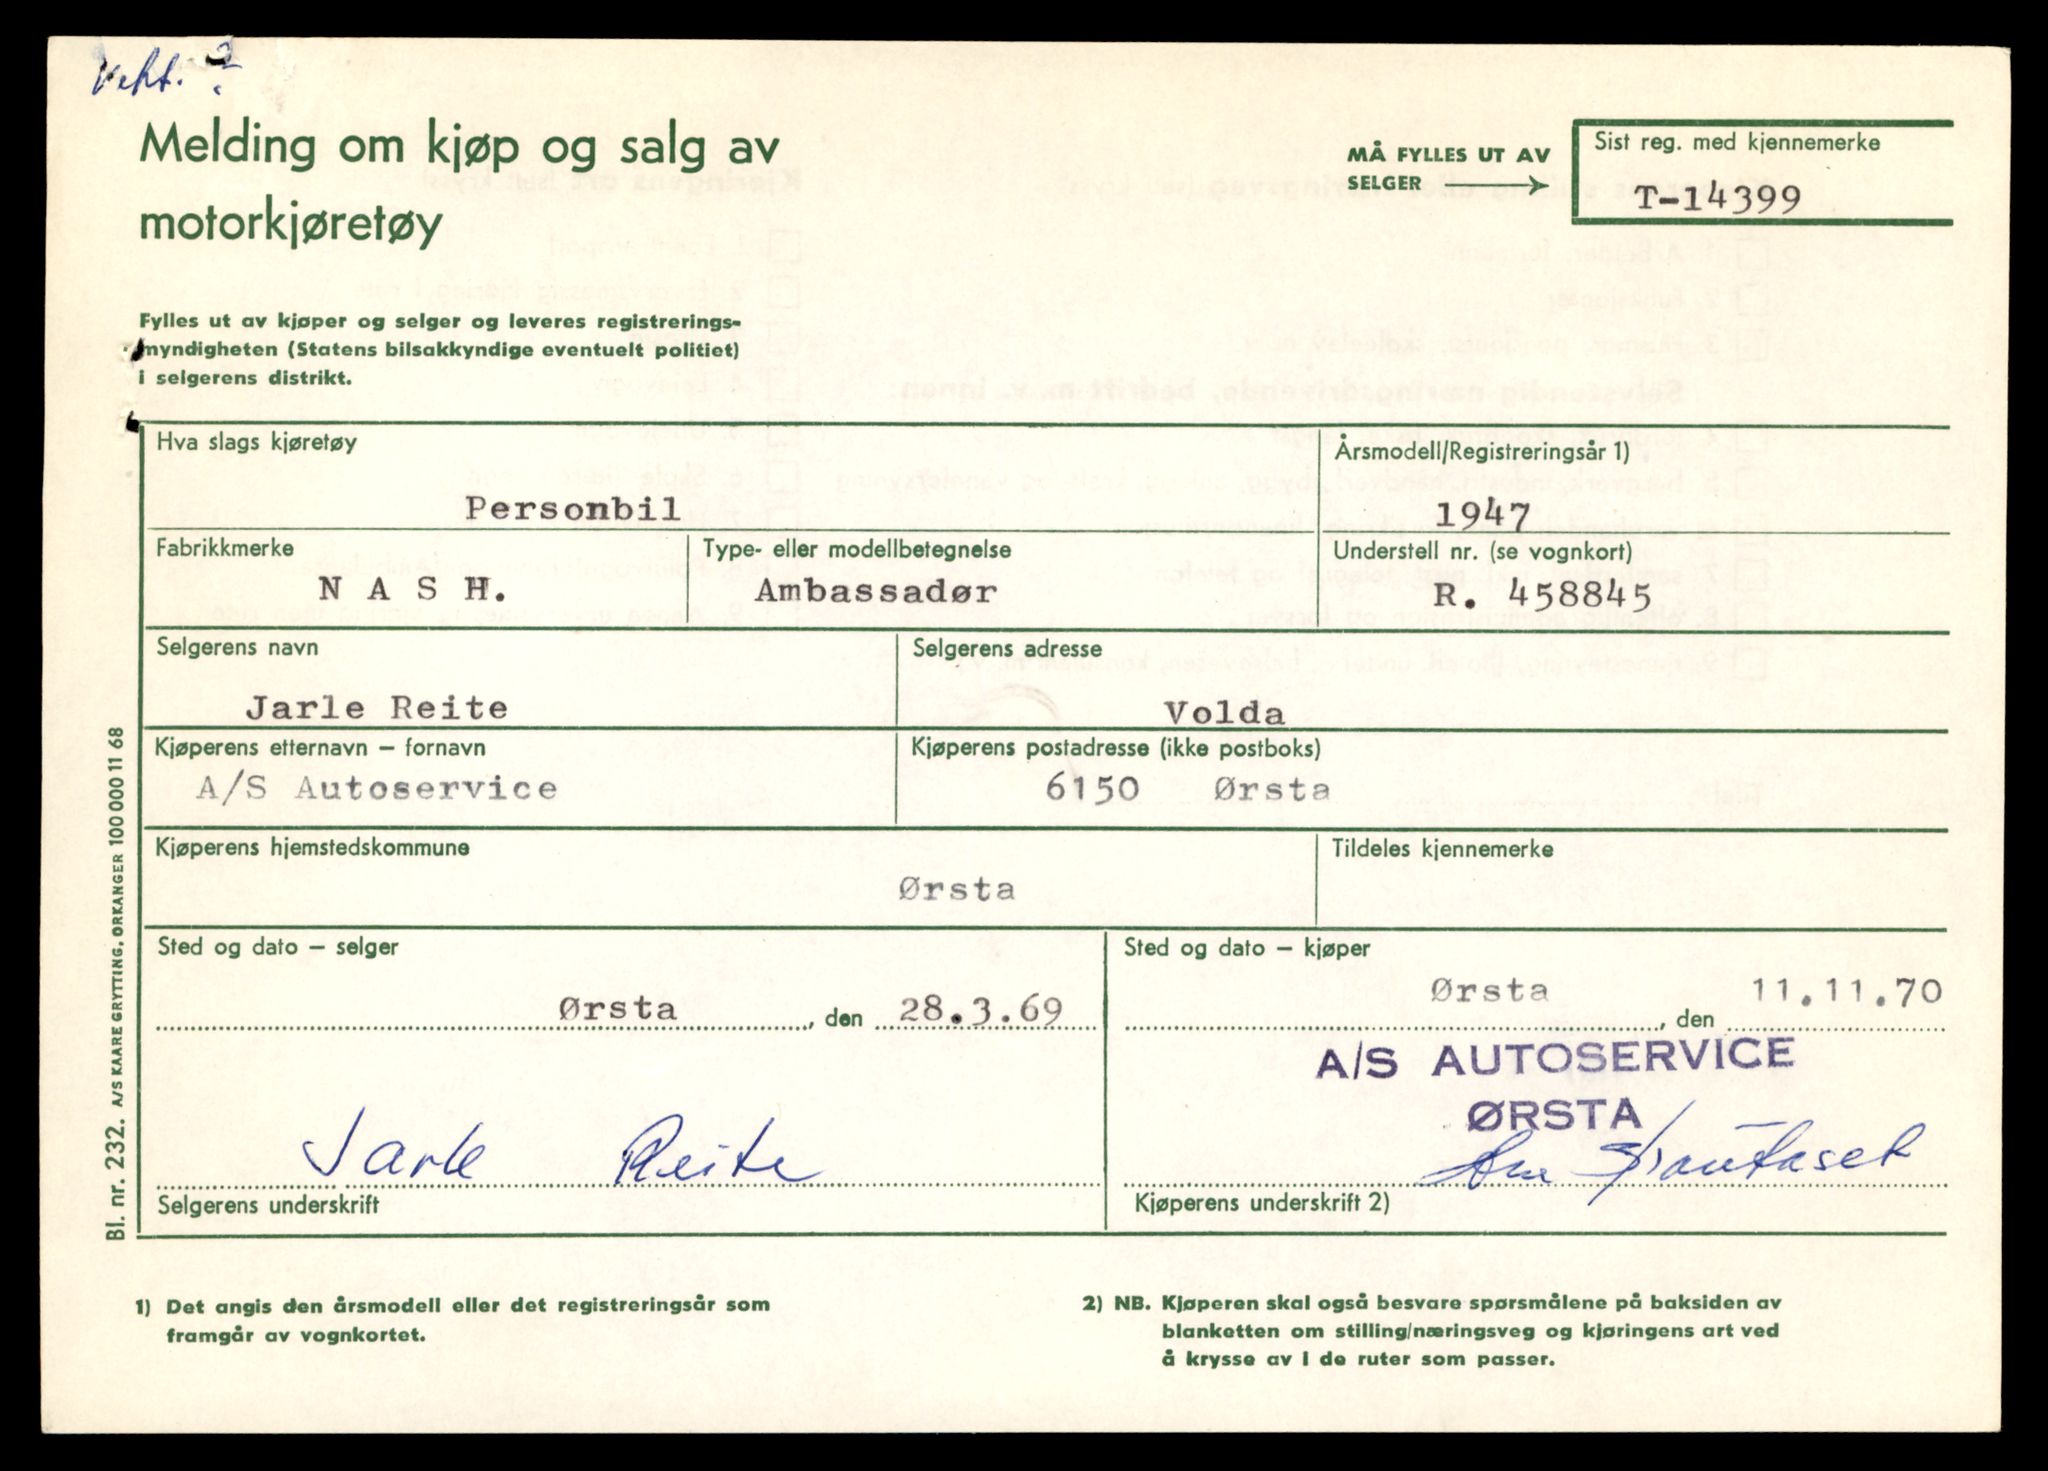 Vekt. ?
Melding om kjøp og salg av
motorkjøretøy
MÅ FYLLES UT AV
SELGER
Sist reg. med kjennemerke
T-14399
Fylles ut av kjøper og selger og leveres registrerings-
myndigheten (Statens bilsakkyndige eventuelt politiet)
i selgerens distrikt.
Hva slags kjøretøy
Personbil
Årsmodell/Registreringsår 1)
1947
Fabrikkmerke
N A S H.
Type- eller modellbetegnelse
Ambassadør
Understell nr. (se vognkort)
R. 458845
Selgerens navn
Jarle Reite
Selgerens adresse
Volda
Kjøperens etternavn – fornavn
A/S Autoservice
Kjøperens postadresse (ikke postboks)
6150 Ørsta
Kjøperens hjemstedskommune
Ørsta
Tildeles kjennemerke
Sted og dato – selger
Ørsta, den 28.3.69
Jarle Reite
Selgerens underskrift
Sted og dato – kjøper
Ørsta, den 11.11.70
A/S AUTOSERVICE
ØRSTA
Kjøperens underskrift 2)
Bl. nr. 232. A/S KAARE GRYTTING, ORKANGER 100 000 11 68
1) Det angis den årsmodell eller det registreringsår som
framgår av vognkortet.
2) NB. Kjøperen skal også besvare spørsmålene på baksiden av
blanketten om stilling/næringsveg og kjøringens art ved
å krysse av i de ruter som passer.